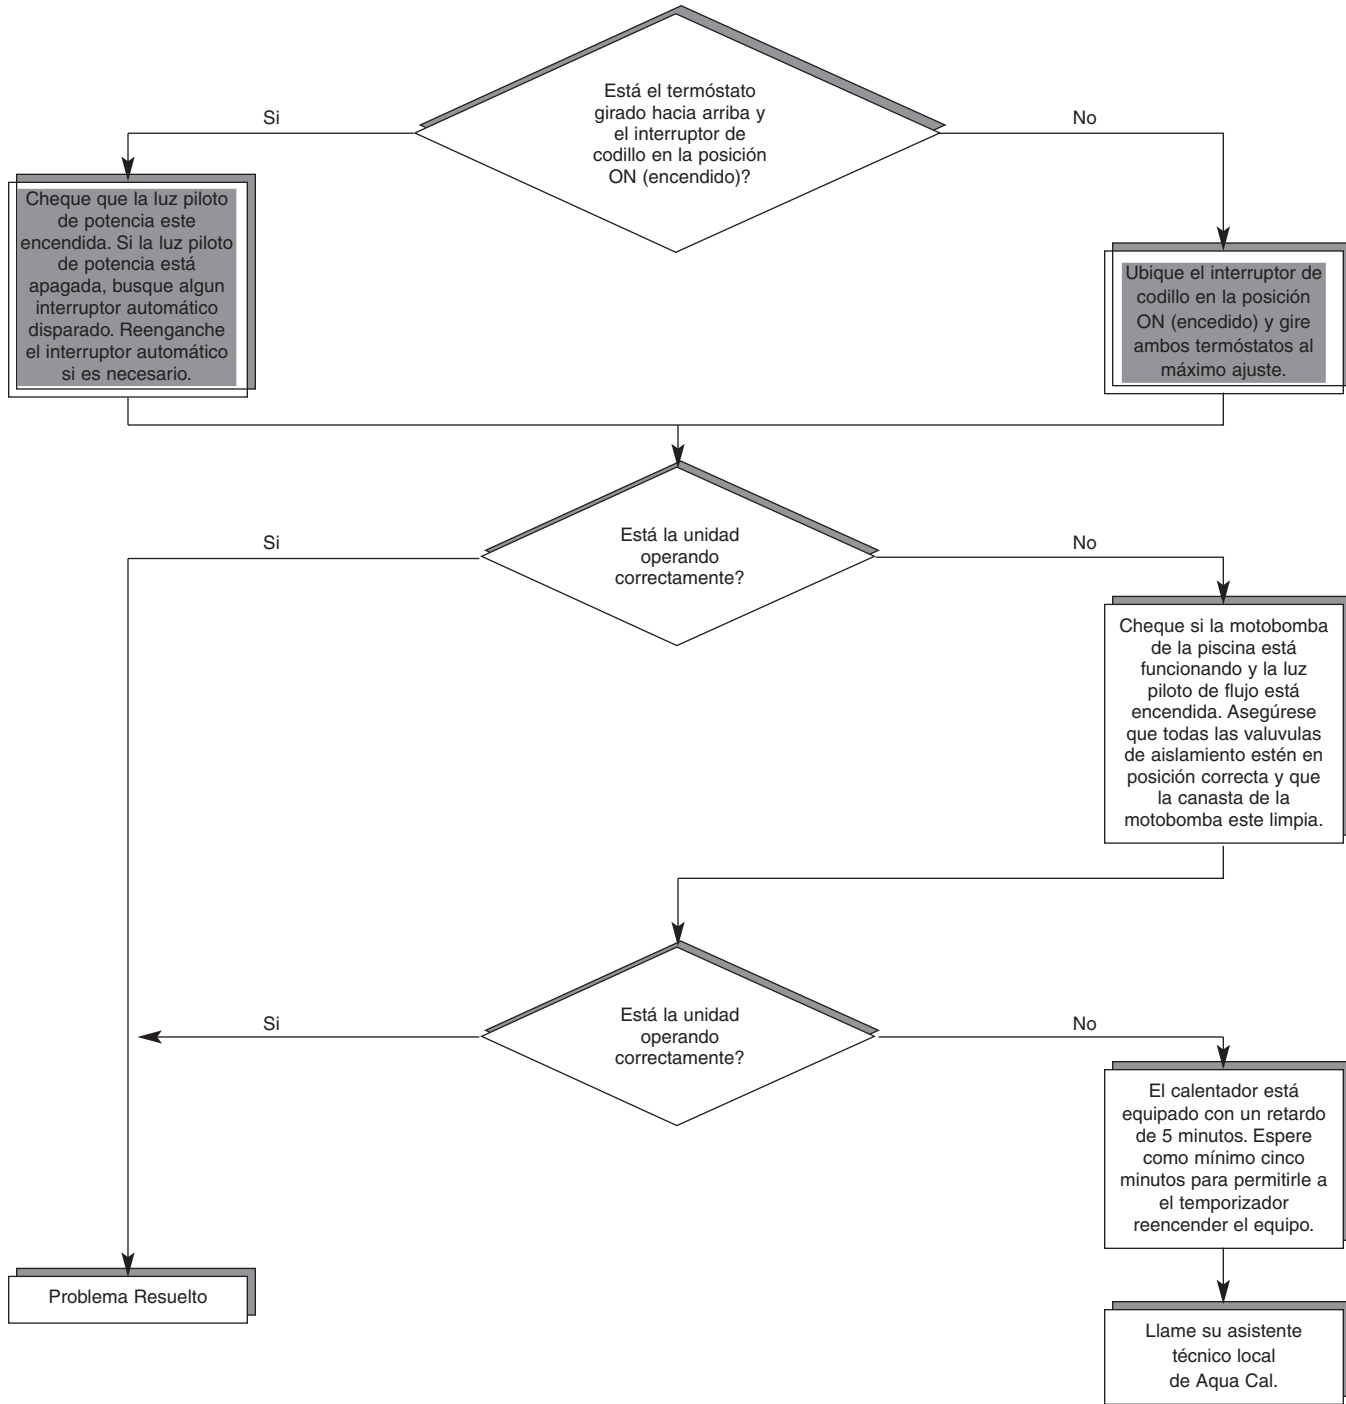 Está el termóstato
girado hacia arriba y
el interruptor de
codillo en la posición
ON (encendido)?
Si
No
Cheque que la luz piloto
de potencia este
encendida. Si la luz piloto
de potencia está
apagada, busque algun
interruptor automático
disparado. Reenganche
el interruptor automático
si es necesario.
Ubique el interruptor de
codillo en la posición
ON (encedido) y gire
ambos termóstatos al
máximo ajuste.
Está la unidad
operando
correctamente?
Si
No
Cheque si la motobomba
de la piscina está
funcionando y la luz
piloto de flujo está
encendida. Asegúrese
que todas las valuvulas
de aislamiento estén en
posición correcta y que
la canasta de la
motobomba este limpia.
Está la unidad
operando
correctamente?
Si
No
El calentador está
equipado con un retardo
de 5 minutos. Espere
como mínimo cinco
minutos para permitirle a
el temporizador
reencender el equipo.
Problema Resuelto
Llame su asistente
técnico local
de Aqua Cal.